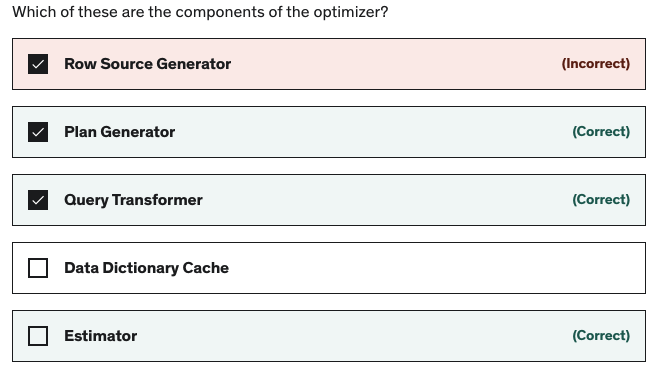 Which of these are the components of the optimizer?
Row Source Generator (Incorrect)
Plan Generator (Correct)
Query Transformer (Correct)
Data Dictionary Cache
Estimator (Correct)